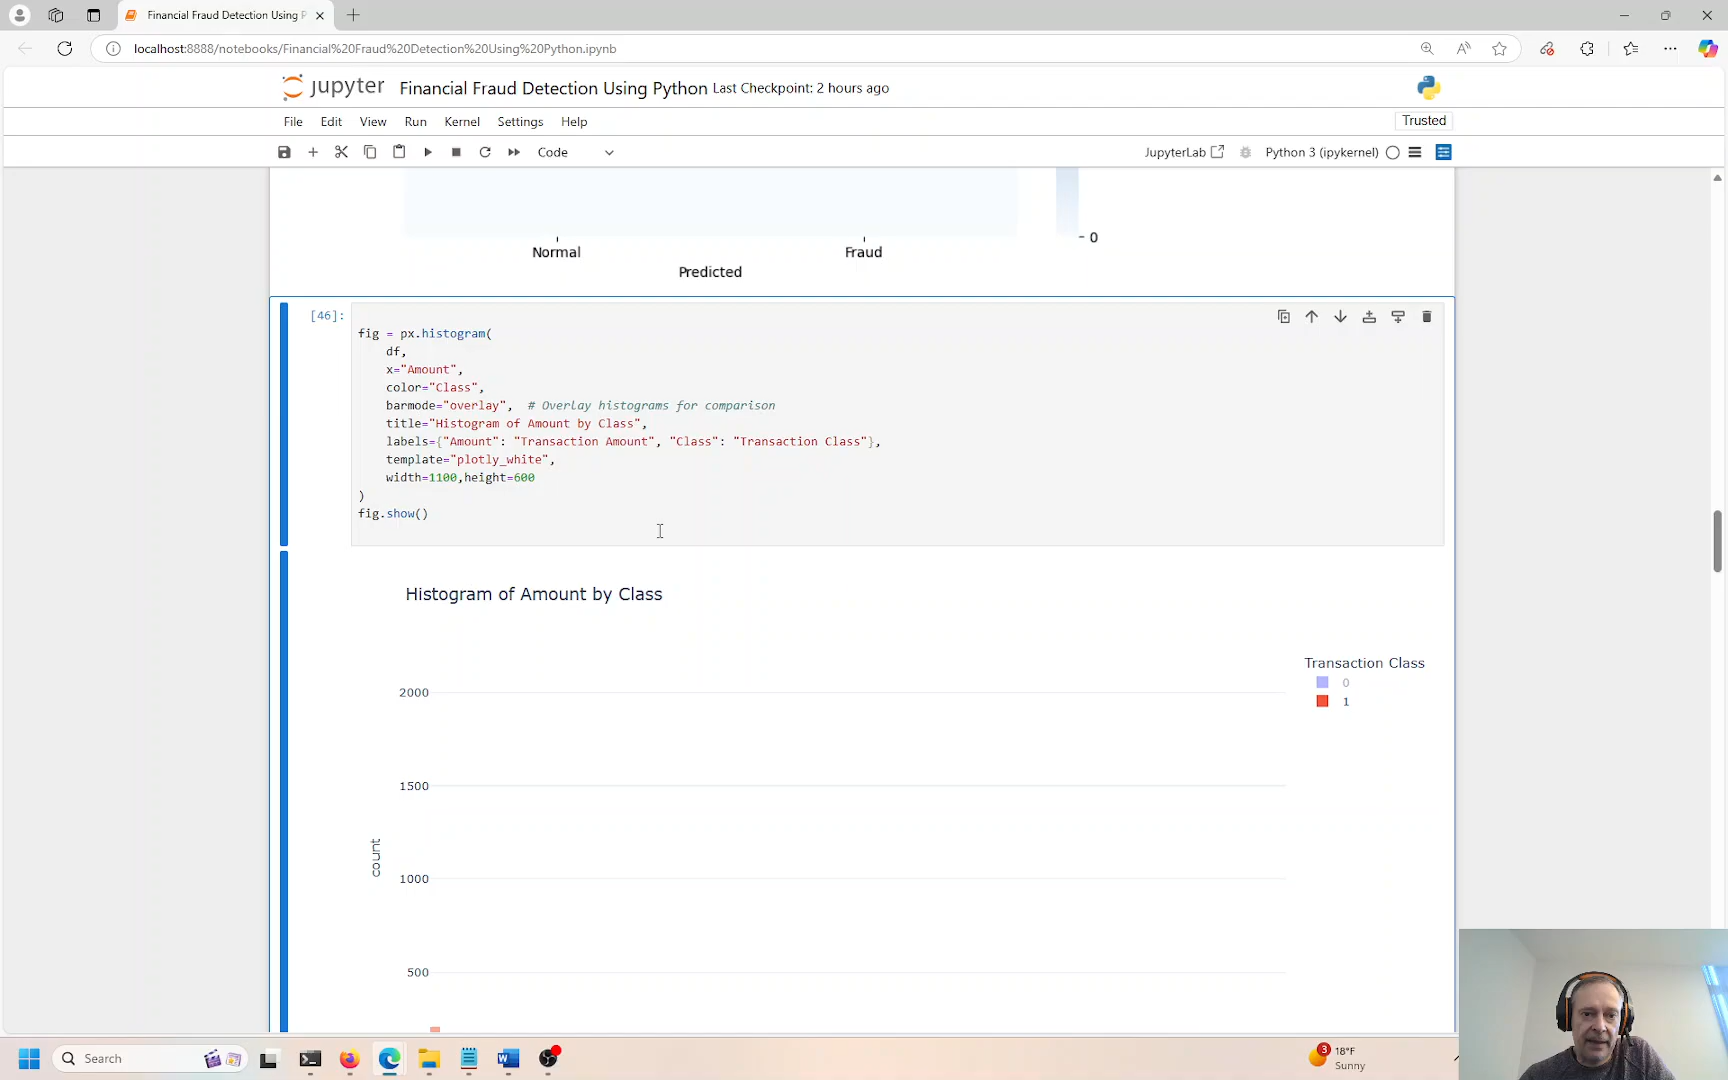 Financial Fraud Detection Using P
localhost:8888/notebooks/Financial%20Fraud%20Detection%20Using%20Python.ipynb
jupyter Financial Fraud Detection Using Python Last Checkpoint: 2 hours ago
File Edit View Run Kernel Settings Help
Trusted
Code
JupyterLab
Python 3 (ipykernel)
0
Normal Fraud
Predicted
[46]:
fig = px.histogram(
df,
x="Amount",
color="Class",
barmode="overlay", # Overlay histograms for comparison
title="Histogram of Amount by Class",
labels={"Amount": "Transaction Amount", "Class": "Transaction Class"},
template="plotly_white",
width=1100,height=600
)
fig.show()
Histogram of Amount by Class
Transaction Class
0
1
2000
1500
count
1000
500
Search
3
18°F
Sunny